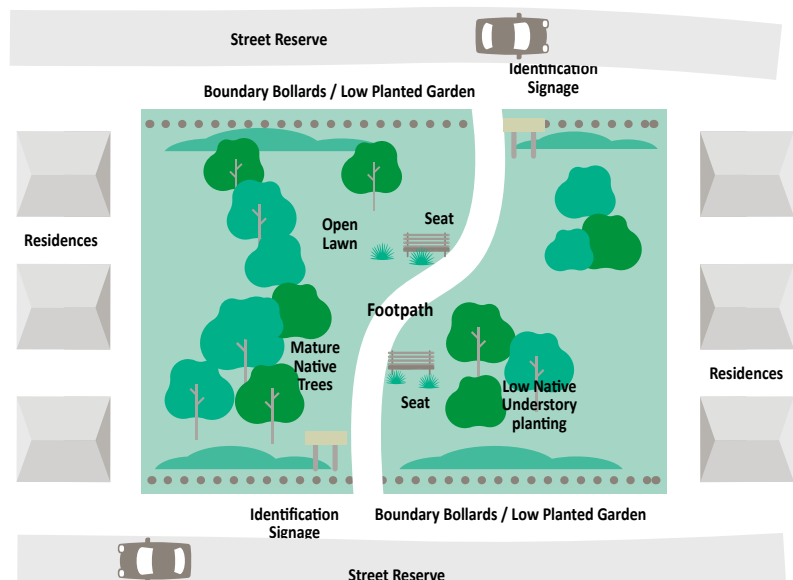 Street Reserve
Identification
Signage
Boundary Bollards / Low Planted Garden
Seat
Open
Lawn
Residences
Footpath
Mature
Native
Trees
Residences
Low Native
Understory
planting
Seat
Identification
Signage
Boundary Bollards / Low Planted Garden
Street Reserve